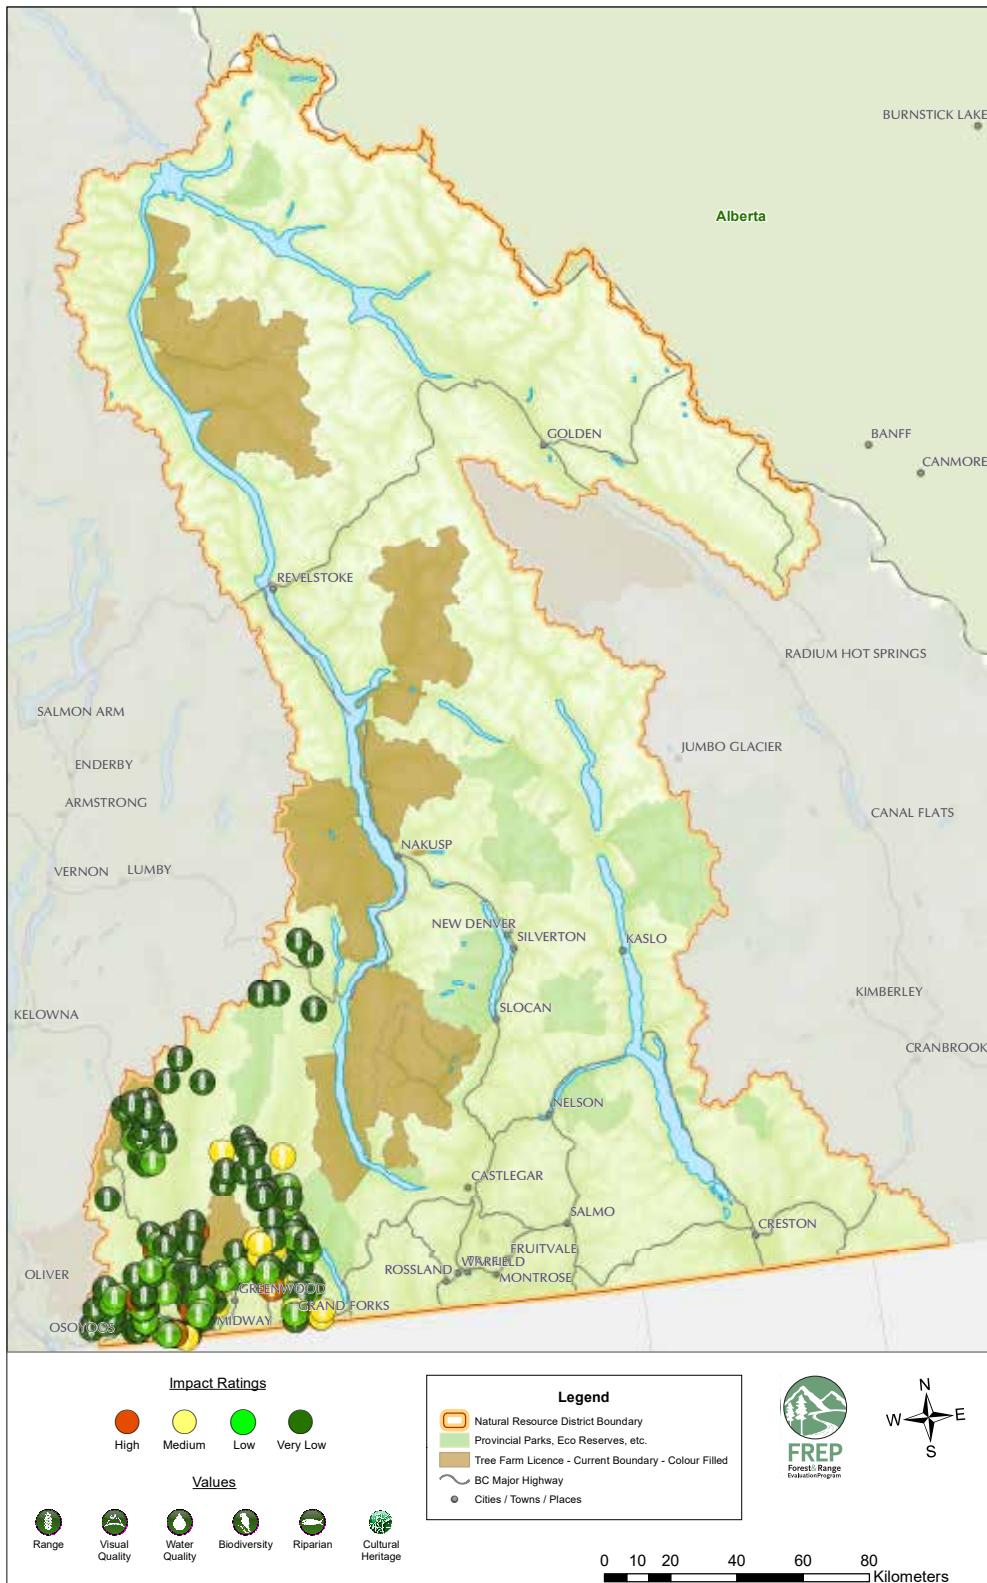 BURNSTICK LAKE
Alberta
GOLDEN
BANFF
CANMORE
REVELSTOKE
RADIUM HOT SPRINGS
SALMON ARM
JUMBO GLACIER
ENDERBY
ARMSTRONG
CANAL FLATS
NAKUSP
VERNON
LUMBY
NEW DENVER
SILVERTON
KASLO
KIMBERLEY
KELOWNA
SLOCAN
CRANBROOK
NELSON
CASTLEGAR
SALMO
CRESTON
FRUITVALE
OLIVER
ROSSLAND
WARFIELD
MONTROSE
GREENWOOD
GRAND FORKS
OSOYOOS
MIDWAY
Impact Ratings
High
Medium
Low
Very Low
Values
Range
Visual
Quality
Water
Quality
Biodiversity
Riparian
Cultural
Heritage
Legend
Natural Resource District Boundary
Provincial Parks, Eco Reserves, etc.
Tree Farm Licence - Current Boundary - Colour Filled
BC Major Highway
Cities / Towns / Places
FREP
Forest & Range
Evaluation Program
N
W
E
S
0 10 20 40 60 80
Kilometers